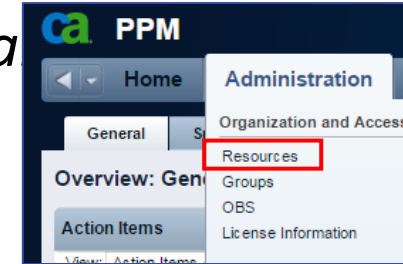 a.
ca PPM
Home Administration
Organization and Access
General
Resources
Overview: Gen
Groups
OBS
Action Items
License Information
View: Action Items